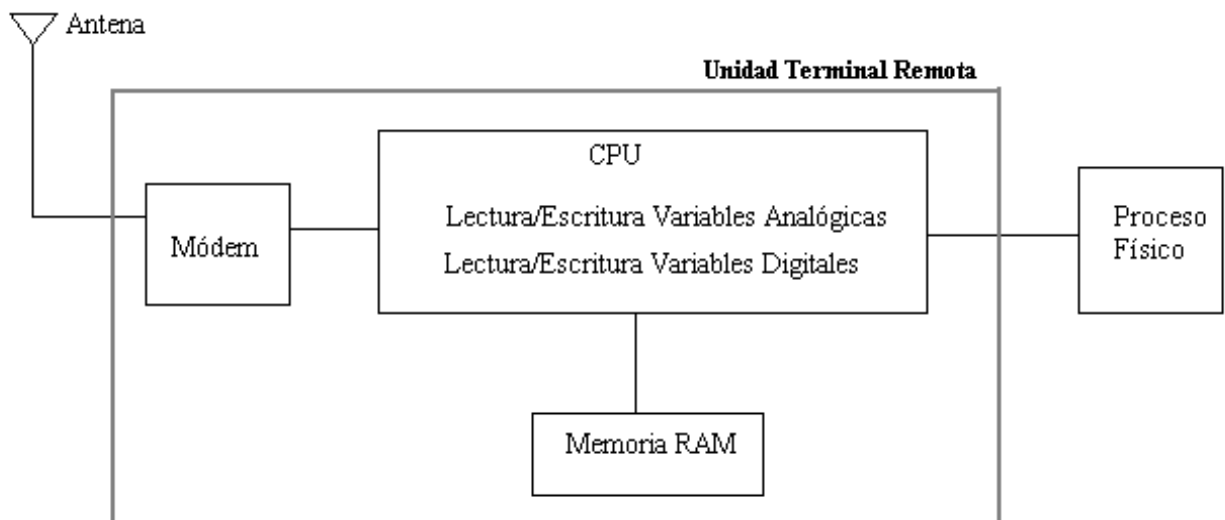 Antena
Unidad Terminal Remota
CPU
Lectura/Escritura Variables Analógicas
Lectura/Escritura Variables Digitales
Módem
Proceso
Físico
Memoria RAM